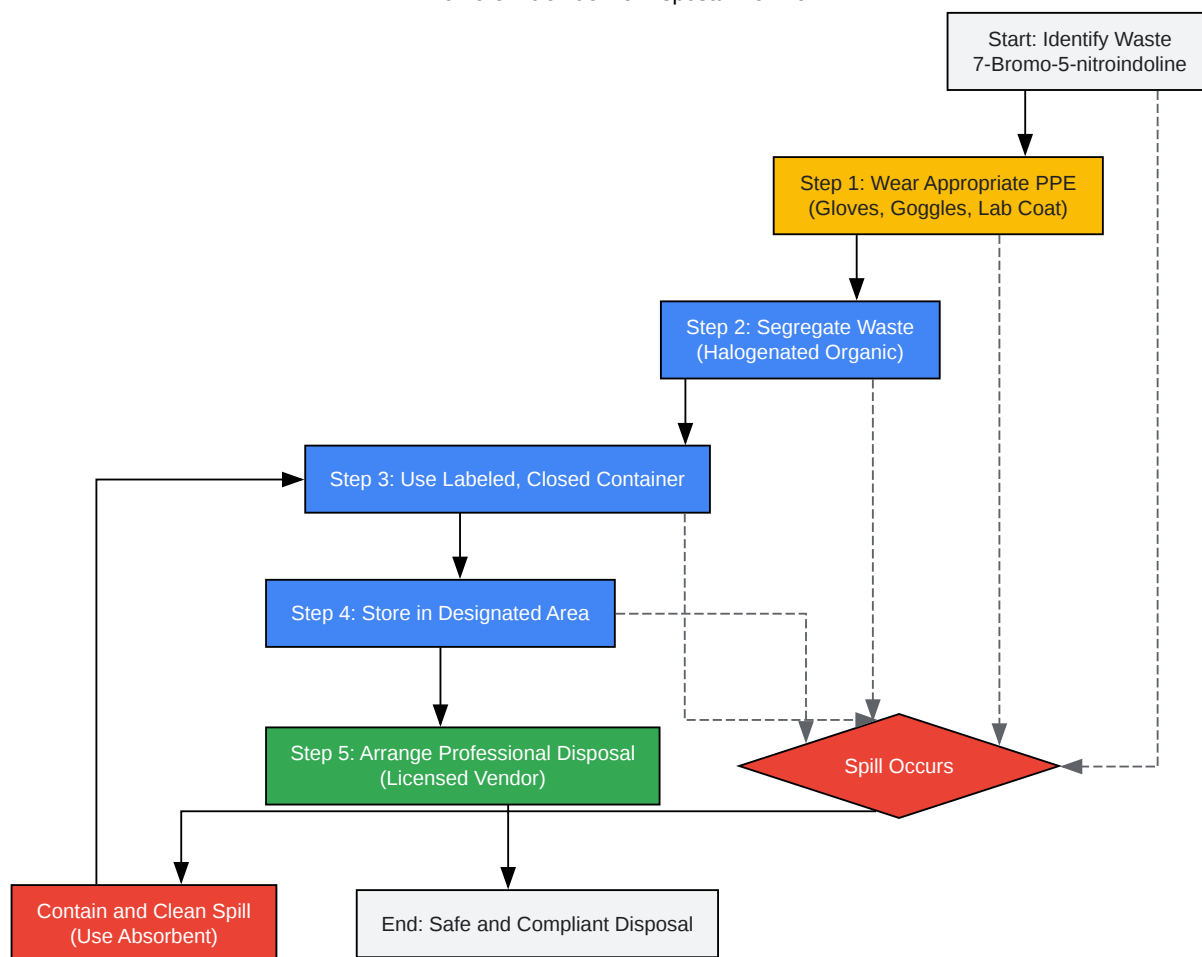 Start: Identify Waste
7-Bromo-5-nitroindoline
Step 1: Wear Appropriate PPE
(Gloves, Goggles, Lab Coat)
Step 2: Segregate Waste
(Halogenated Organic)
Step 3: Use Labeled, Closed Container
Step 4: Store in Designated Area
Step 5: Arrange Professional Disposal
(Licensed Vendor)
Spill Occurs
Contain and Clean Spill
(Use Absorbent)
End: Safe and Compliant Disposal